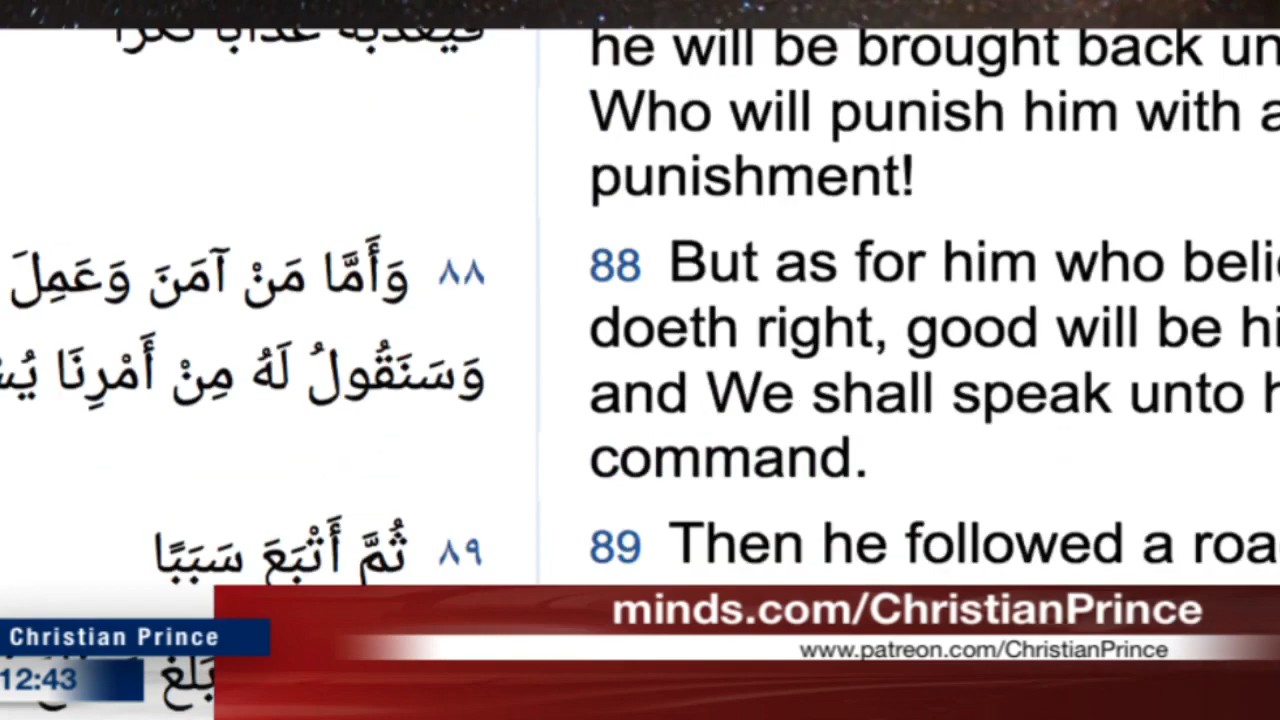 he will be brought back un
Who will punish him with a
punishment!
٨٨ وَأَمَّا مَنْ آمَنَ وَعَمِلَ
وَسَنَقُولُ لَهُ مِنْ أَمْرِنَا
88 But as for him who beli
doeth right, good will be hi
and We shall speak unto h
command.
٨٩ ثُمَّ أَتْبَعَ سَبَبًا
89 Then he followed a roa
minds.com/ChristianPrince
www.patreon.com/ChristianPrince
Christian Prince
12:43